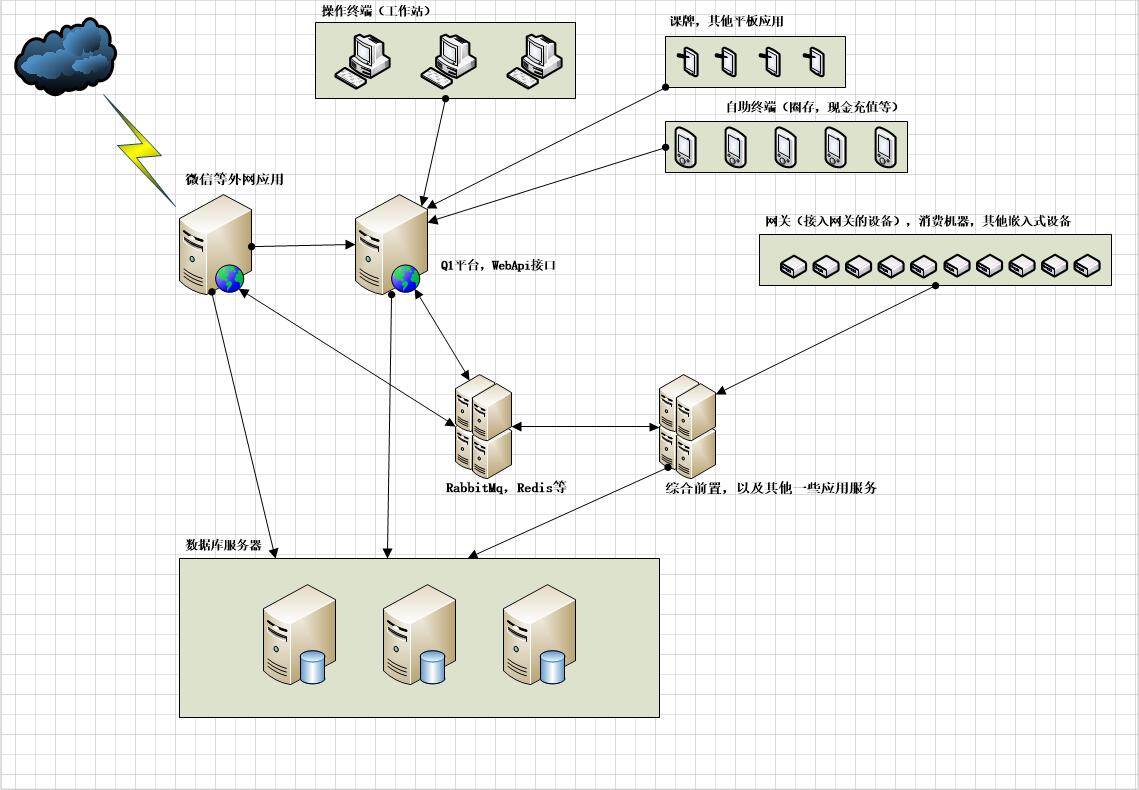 操作终端（工作站）
课牌，其他平板应用
自助终端（圈存，现金充值等）
微信等外网应用
网关（接入网关的设备），消费机器，其他嵌入式设备
Q1平台，WebApi接口
RabbitMq，Redis等
综合前置，以及其他一些应用服务
数据库服务器